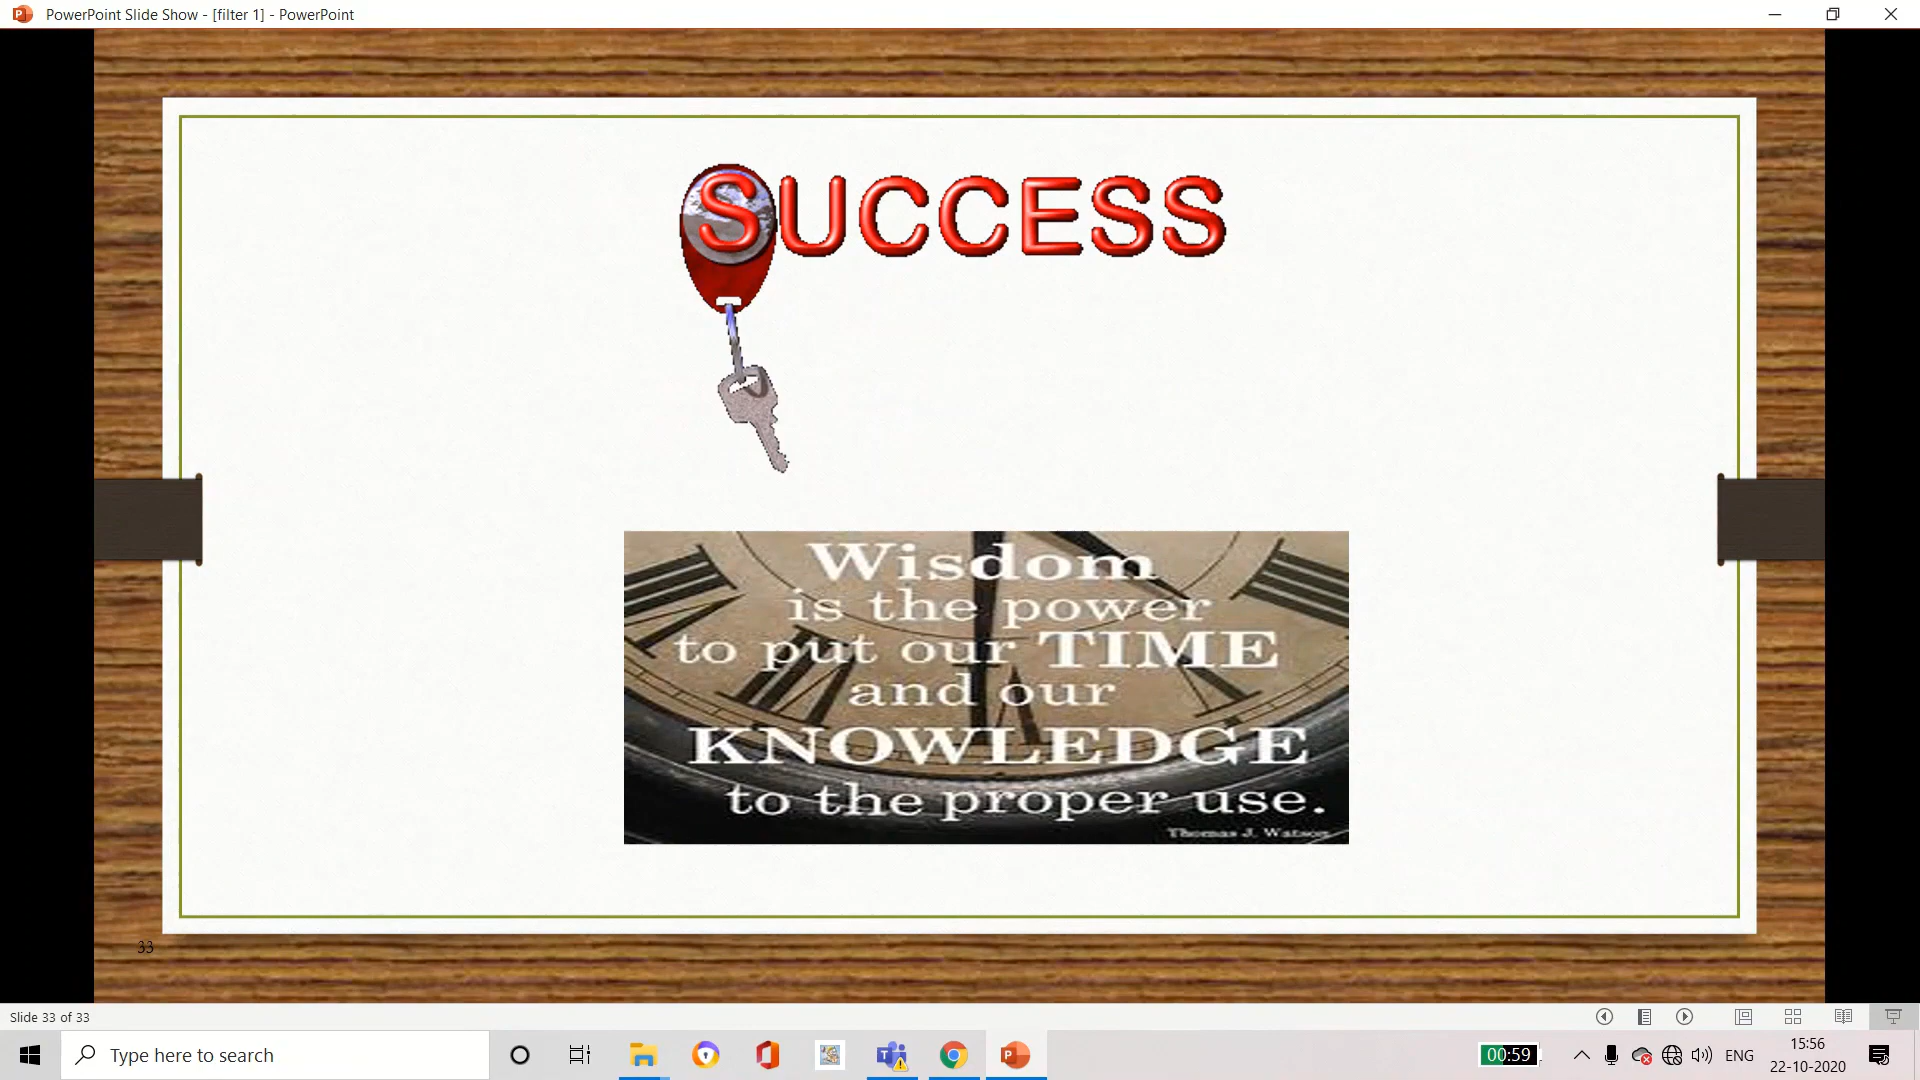 PowerPoint Slide Show - [filter 1] - PowerPoint
SUCCESS
Wisdom
is the power
to put our TIME
and our
KNOWLEDGE
to the proper use.
Thomas J. Watson
33
Slide 33 of 33
Type here to search
00:59
ENG
15:56
22-10-2020